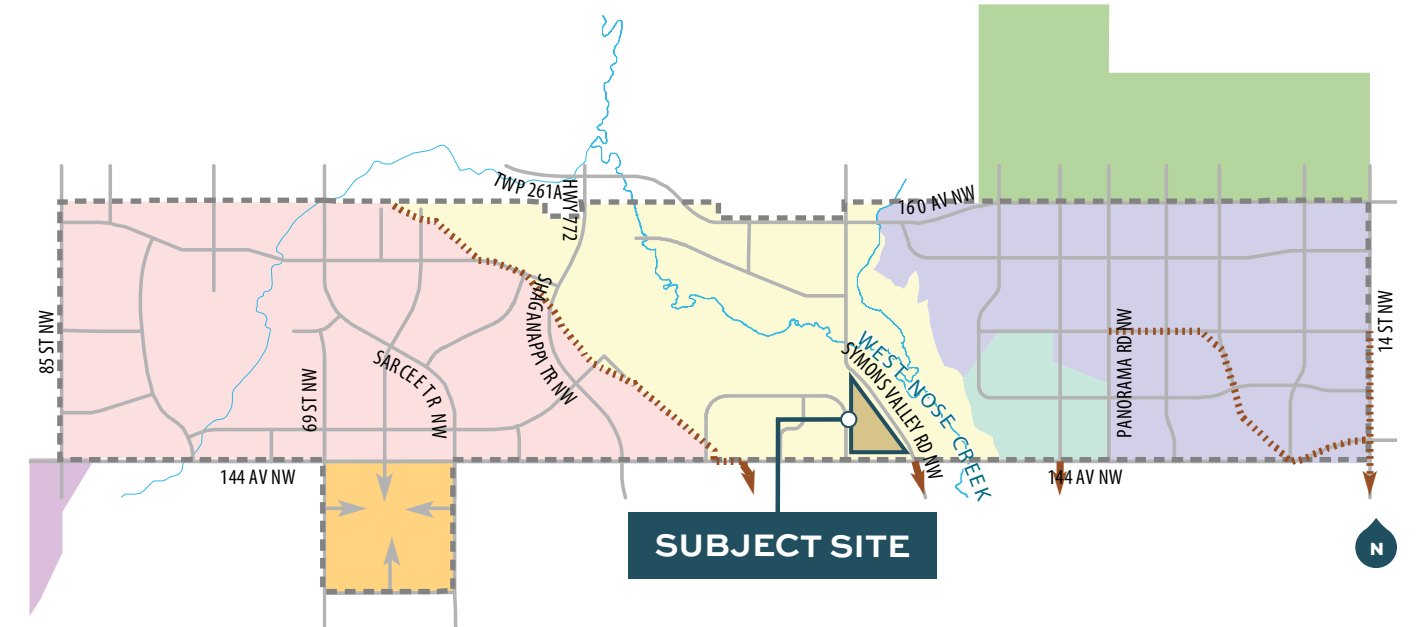 TWP 261A
HWY 772
160 AV NW
85 ST NW
SHAGANAPPI TR NW
14 ST NW
PANORAMA RD NW
WEST NOSE CREEK
SYMONS VALLEY RD NW
SARCEE TR NW
69 ST NW
144 AV NW
144 AV NW
SUBJECT SITE
N